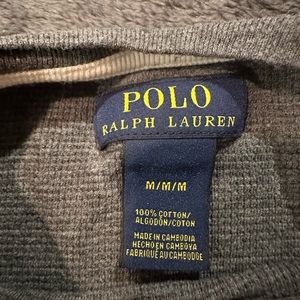 POLO
RALPH LAUREN
M/M/M
100% COTTON/
ALGODÓN/COTON
MADE IN CAMBODIA
HECHO EN CAMBOYA
FABRIQUÉ AU CAMBODGE